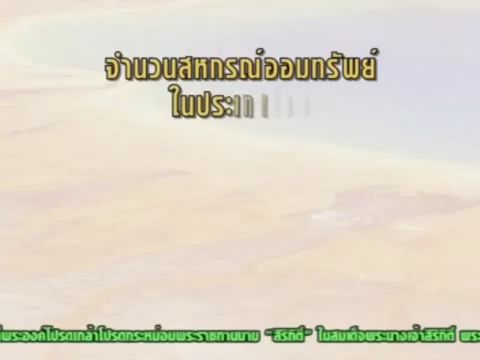 จำนวนสหกรณ์ออมทรัพย์
ในประเท
พระองค์โปรดเกล้าโปรดกระหม่อมพระราชทานนาม "สิริกิติ์" ในสมเด็จพระนางเจ้าสิริกิติ์ พระ